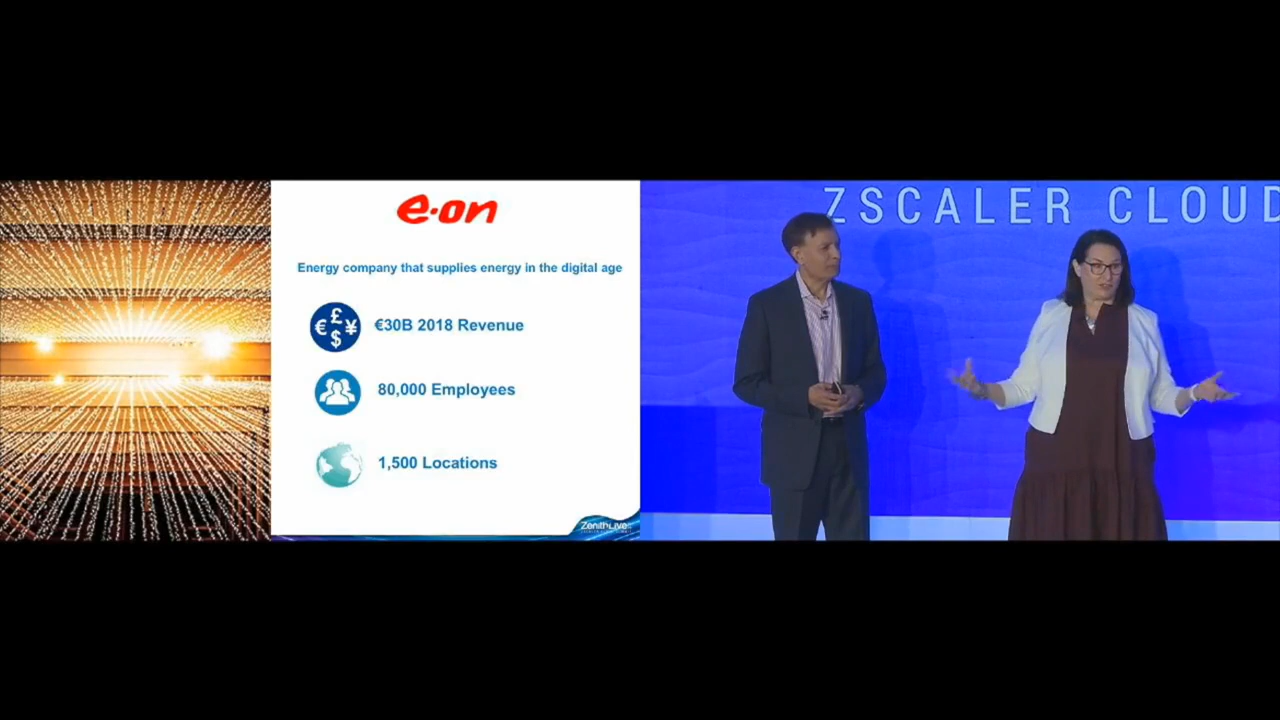 e·on
Energy company that supplies energy in the digital age
€ £ ¥ $
€30B 2018 Revenue
80,000 Employees
1,500 Locations
ZenithLive
ZSCALER CLOUD